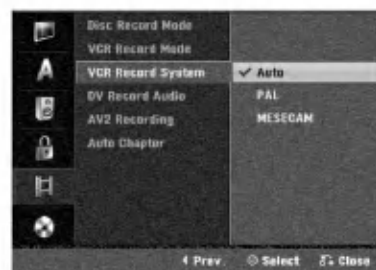 Disc Record Mode
VCR Record Mode
VCR Record System
DV Record Audio
AV2 Recording
Auto Chapter
✓ Auto
PAL
MESECAM
A
Prev.
Select
Close